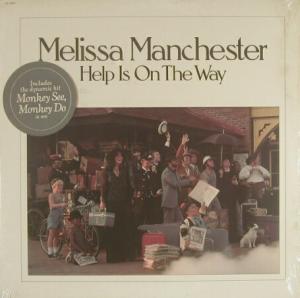 Melissa Manchester
Help Is On The Way
Includes
the dynamic hit
Monkey See,
Monkey Do